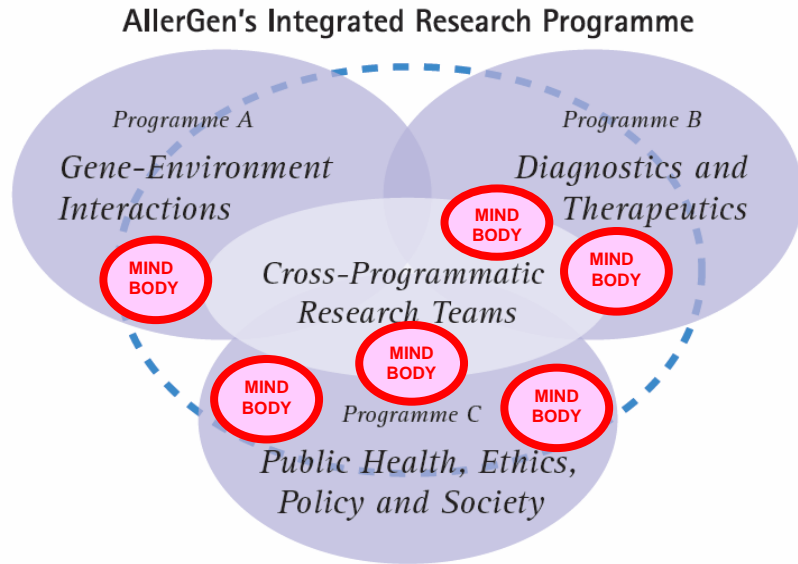 AllerGen's Integrated Research Programme
Programme A
Gene-Environment
Interactions
Programme B
Diagnostics and
Therapeutics
MIND
BODY
MIND
BODY
MIND
BODY
Cross-Programmatic
Research Teams
MIND
BODY
MIND
BODY
MIND
BODY
Programme C
Public Health, Ethics,
Policy and Society